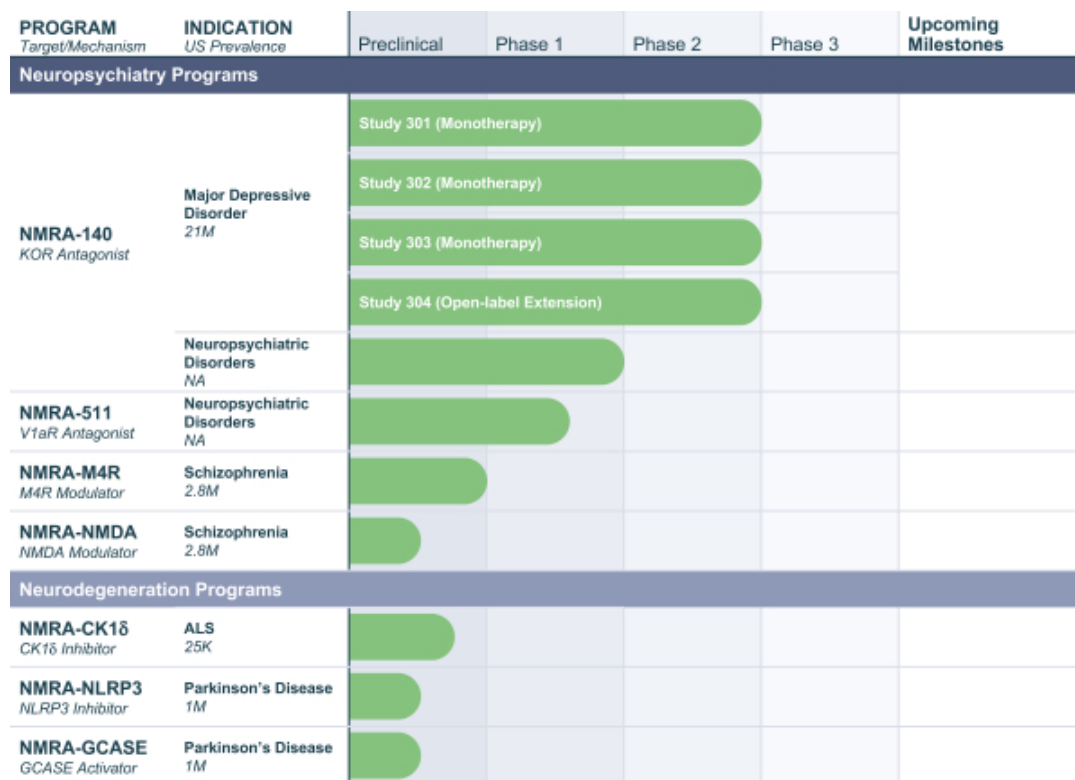 PROGRAM
Target/Mechanism
INDICATION
US Prevalence
Preclinical
Phase 1
Phase 2
Phase 3
Upcoming
Milestones
Neuropsychiatry Programs
NMRA-140
KOR Antagonist
Major Depressive
Disorder
21M
Study 301 (Monotherapy)
Study 302 (Monotherapy)
Study 303 (Monotherapy)
Study 304 (Open-label Extension)
Neuropsychiatric
Disorders
NA
NMRA-511
V1aR Antagonist
Neuropsychiatric
Disorders
NA
NMRA-M4R
M4R Modulator
Schizophrenia
2.8M
NMRA-NMDA
NMDA Modulator
Schizophrenia
2.8M
Neurodegeneration Programs
NMRA-CK1δ
CK1δ Inhibitor
ALS
25K
NMRA-NLRP3
NLRP3 Inhibitor
Parkinson's Disease
1M
NMRA-GCASE
GCASE Activator
Parkinson's Disease
1M